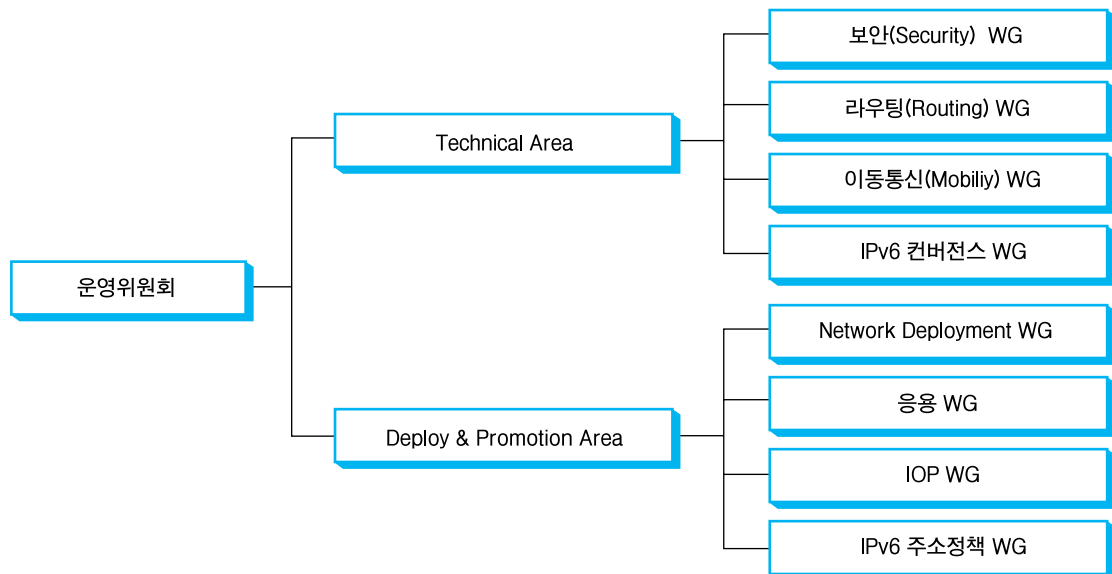 보안(Security) WG
라우팅(Routing) WG
Technical Area
이동통신(Mobiliy) WG
IPv6 컨버전스 WG
운영위원회
Network Deployment WG
응용 WG
Deploy & Promotion Area
IOP WG
IPv6 주소정책 WG